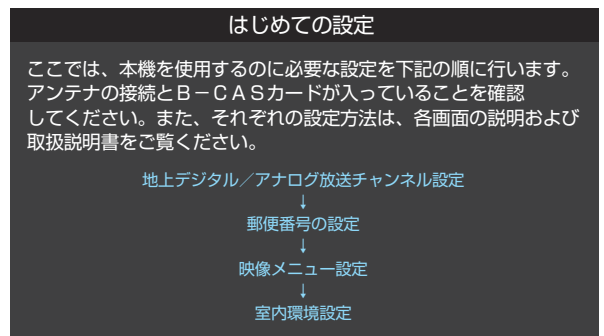 はじめての設定
ここでは、本機を使用するのに必要な設定を下記の順に行います。
アンテナの接続とＢ－ＣＡＳカードが入っていることを確認
してください。また、それぞれの設定方法は、各画面の説明および
取扱説明書をご覧ください。
地上デジタル／アナログ放送チャンネル設定
↓
郵便番号の設定
↓
映像メニュー設定
↓
室内環境設定